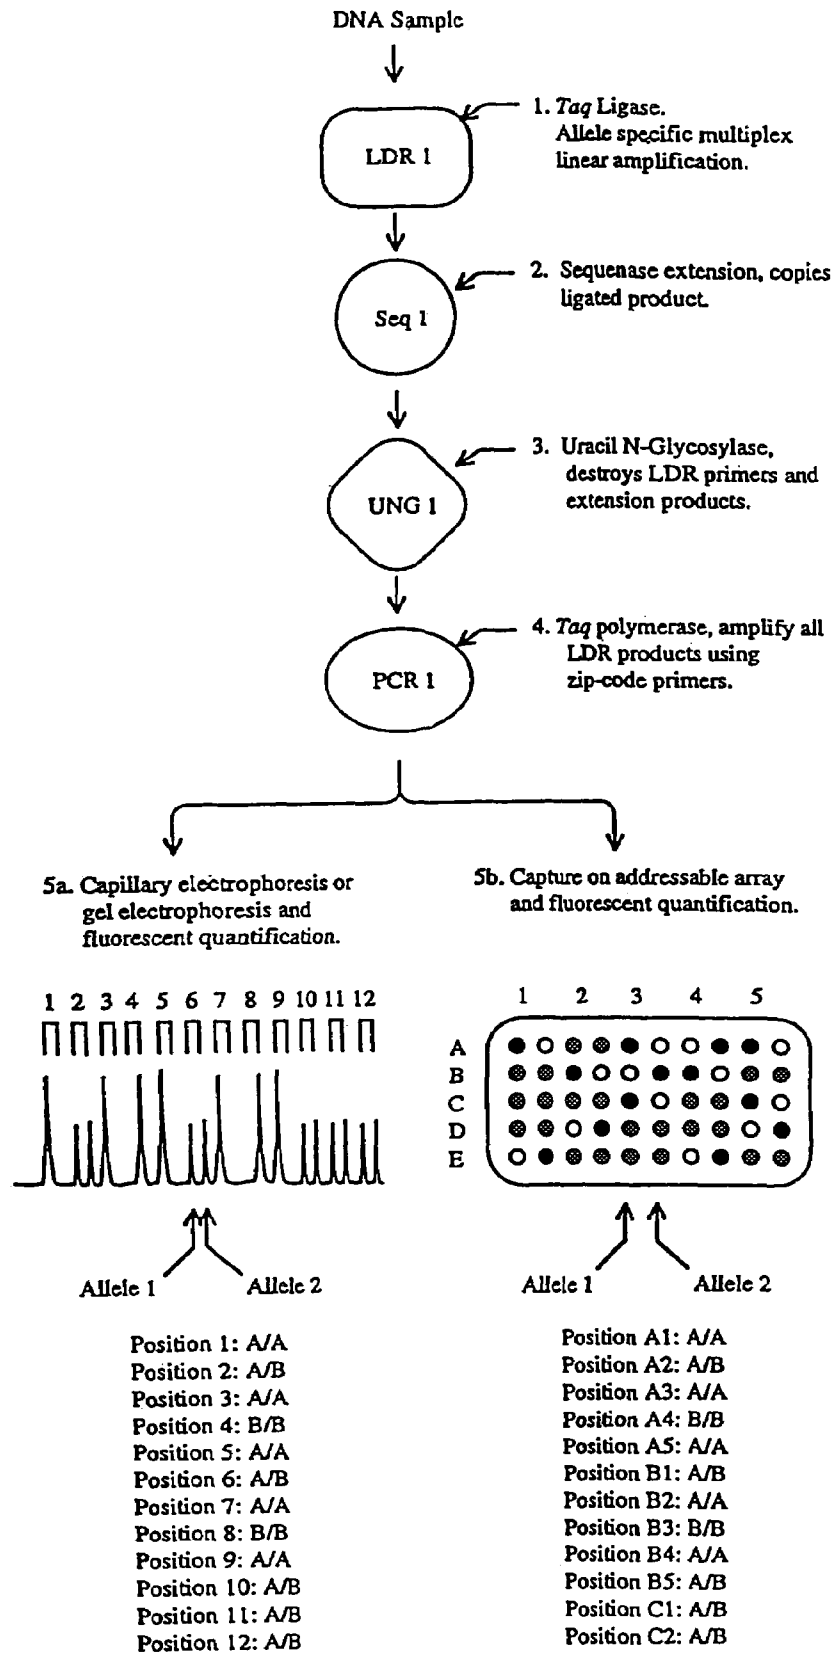 DNA Sample
LDR 1
1. Taq Ligase.
Allele specific multiplex
linear amplification.
Seq 1
2. Sequenase extension, copies
ligated product.
UNG 1
3. Uracil N-Glycosylase,
destroys LDR primers and
extension products.
PCR 1
4. Taq polymerase, amplify all
LDR products using
zip-code primers.
5a. Capillary electrophoresis or
gel electrophoresis and
fluorescent quantification.
1 2 3 4 5 6 7 8 9 10 11 12
Allele 1
Allele 2
Position 1: A/A
Position 2: A/B
Position 3: A/A
Position 4: B/B
Position 5: A/A
Position 6: A/B
Position 7: A/A
Position 8: B/B
Position 9: A/A
Position 10: A/B
Position 11: A/B
Position 12: A/B
5b. Capture on addressable array
and fluorescent quantification.
1 2 3 4 5
A
B
C
D
E
Allele 1
Allele 2
Position A1: A/A
Position A2: A/B
Position A3: A/A
Position A4: B/B
Position A5: A/A
Position B1: A/B
Position B2: A/A
Position B3: B/B
Position B4: A/A
Position B5: A/B
Position C1: A/B
Position C2: A/B